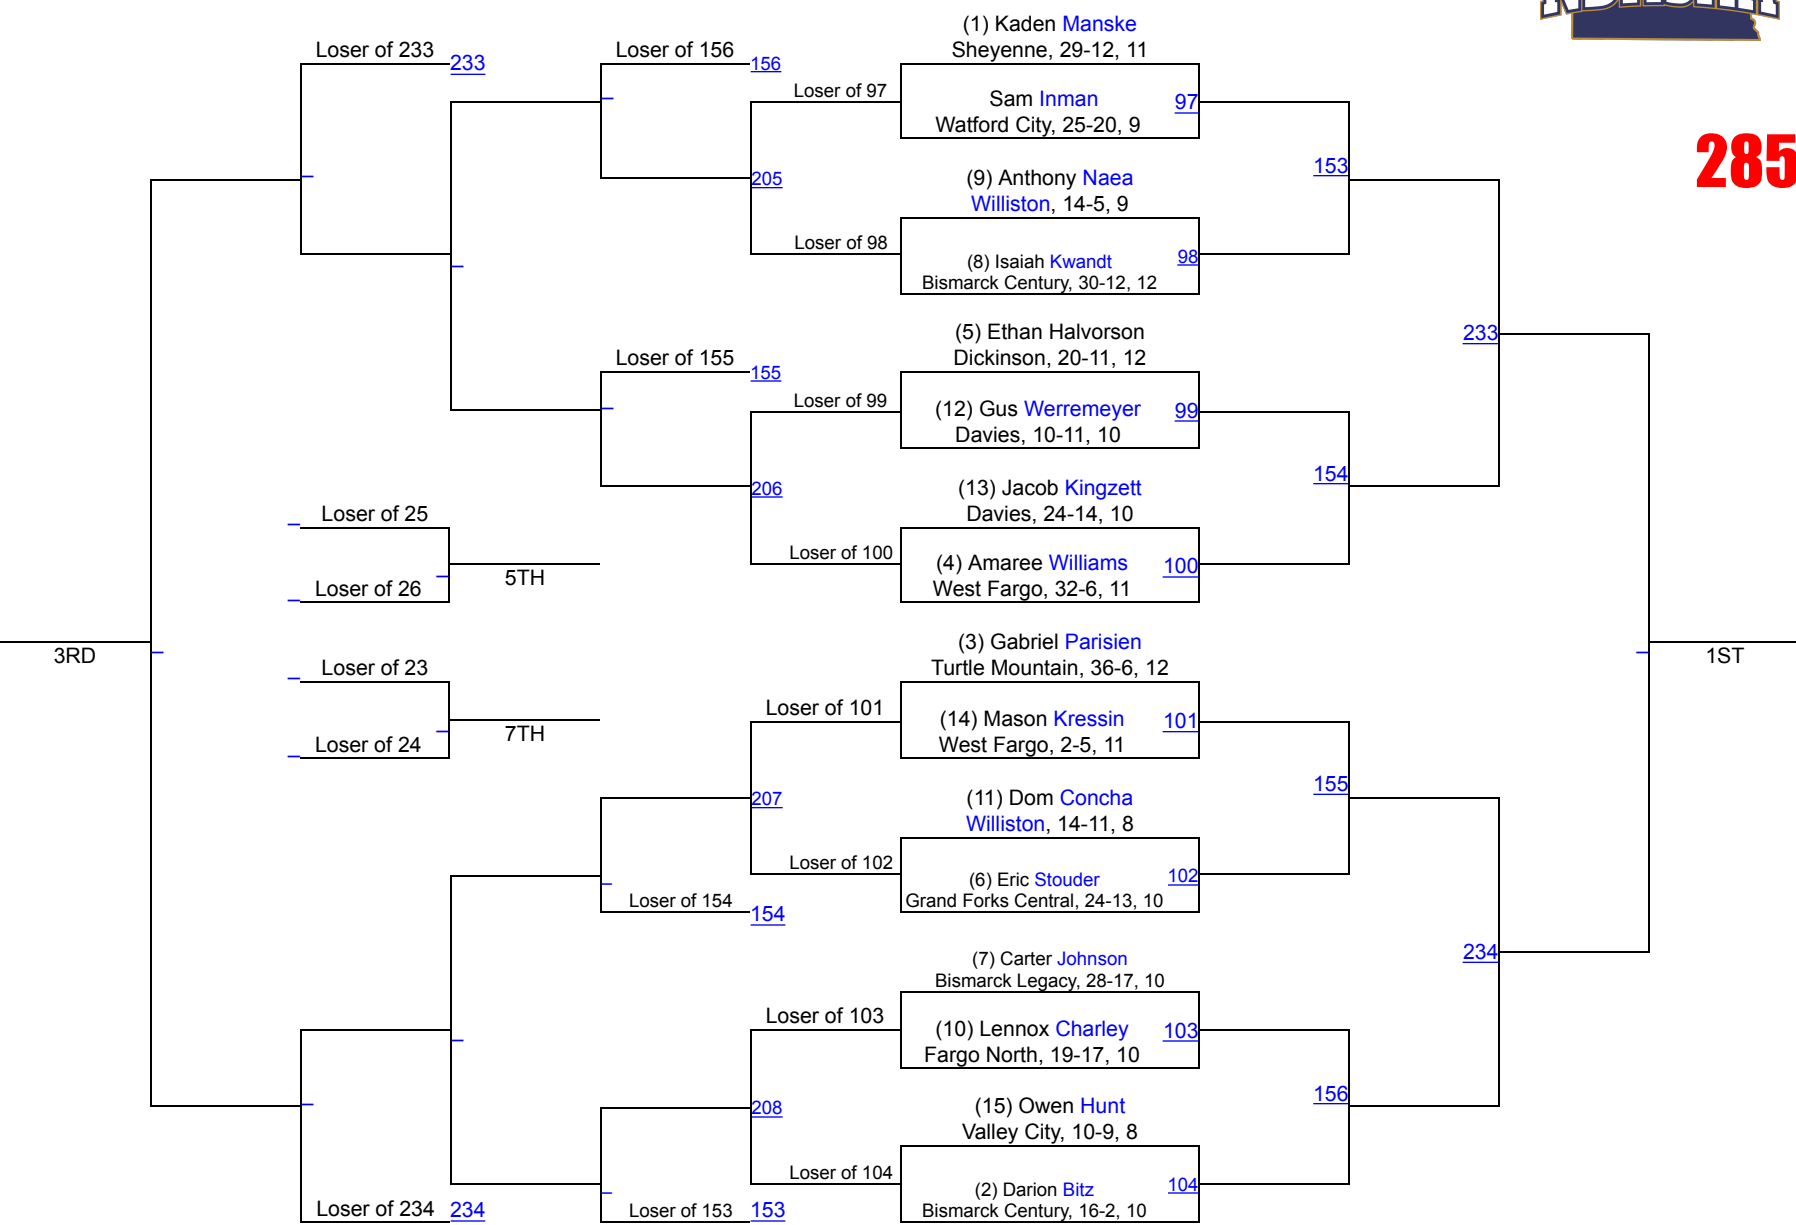 NDHSAA
285
(1) Kaden Manske
Sheyenne, 29-12, 11
Sam Inman
Watford City, 25-20, 9
97
(9) Anthony Naea
Williston, 14-5, 9
(8) Isaiah Kwandt
Bismarck Century, 30-12, 12
98
(5) Ethan Halvorson
Dickinson, 20-11, 12
(12) Gus Werremeyer
Davies, 10-11, 10
99
(13) Jacob Kingzett
Davies, 24-14, 10
(4) Amaree Williams
West Fargo, 32-6, 11
100
(3) Gabriel Parisien
Turtle Mountain, 36-6, 12
(14) Mason Kressin
West Fargo, 2-5, 11
101
(11) Dom Concha
Williston, 14-11, 8
(6) Eric Stouder
Grand Forks Central, 24-13, 10
102
(7) Carter Johnson
Bismarck Legacy, 28-17, 10
(10) Lennox Charley
Fargo North, 19-17, 10
103
(15) Owen Hunt
Valley City, 10-9, 8
(2) Darion Bitz
Bismarck Century, 16-2, 10
104
153
154
155
156
233
234
1ST
Loser of 97
Loser of 98
Loser of 99
Loser of 100
Loser of 101
Loser of 102
Loser of 103
Loser of 104
205
206
207
208
Loser of 156 156
Loser of 155 155
Loser of 154 154
Loser of 153 153
Loser of 233 233
Loser of 234 234
Loser of 25
Loser of 26
5TH
Loser of 23
Loser of 24
7TH
3RD